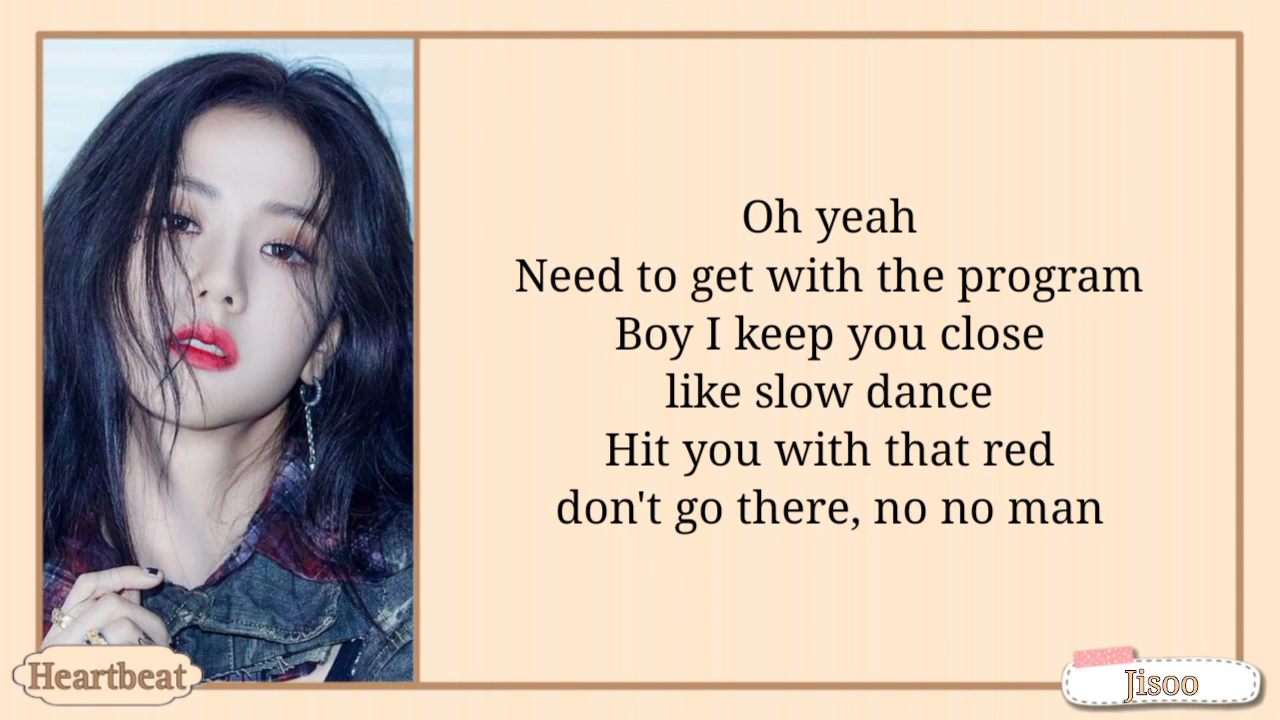 Oh yeah
Need to get with the program
Boy I keep you close
like slow dance
Hit you with that red
don't go there, no no man
Heartbeat
Jisoo